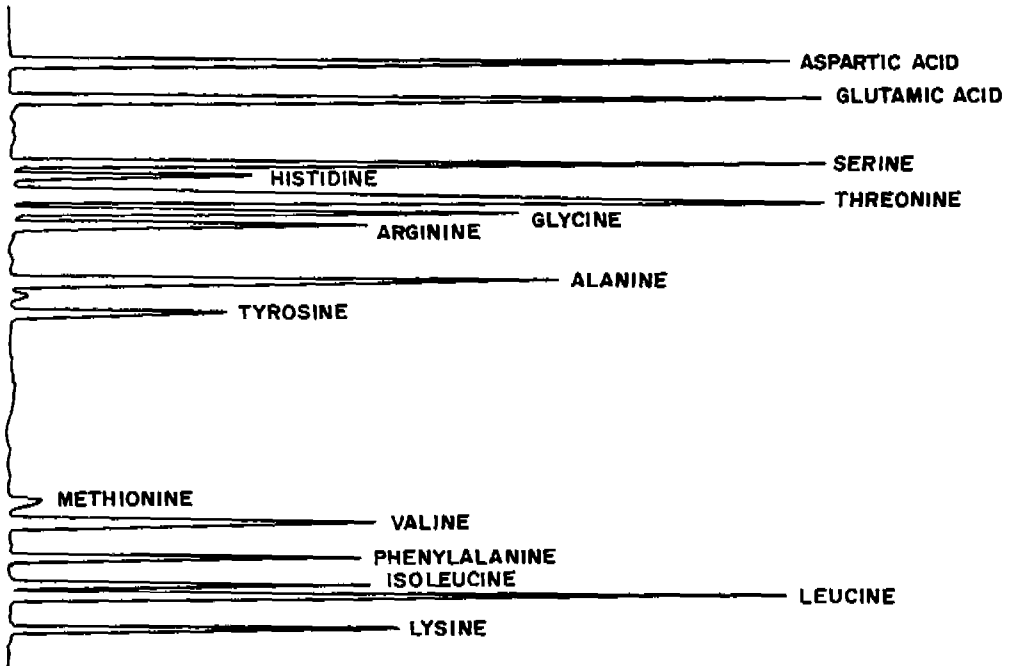 ASPARTIC ACID
GLUTAMIC ACID
SERINE
HISTIDINE
THREONINE
GLYCINE
ARGININE
ALANINE
TYROSINE
METHIONINE
VALINE
PHENYLALANINE
ISOLEUCINE
LEUCINE
LYSINE